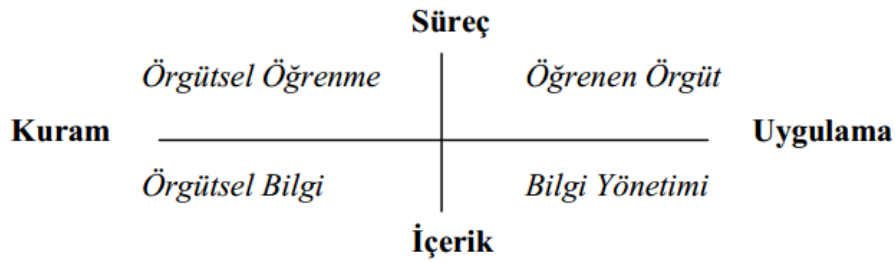 Süreç
Örgütsel Öğrenme Öğrenen Örgüt
Kuram Uygulama
Örgütsel Bilgi Bilgi Yönetimi
İçerik